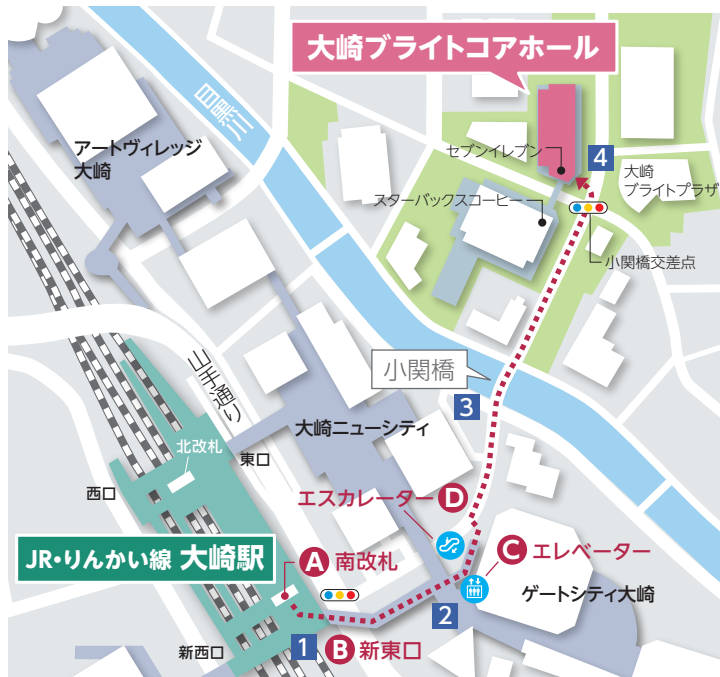 大崎ブライトコアホール
目黒川
アートヴィレッジ
大崎
セブンイレブン
4
大崎
ブライトプラザ
スターバックスコーヒー
小関橋交差点
山手通り
小関橋
3
大崎ニューシティ
北改札
東口
西口
エスカレーター D
JR・りんかい線 大崎駅
A 南改札
C エレベーター
ゲートシティ大崎
2
1
B 新東口
新西口